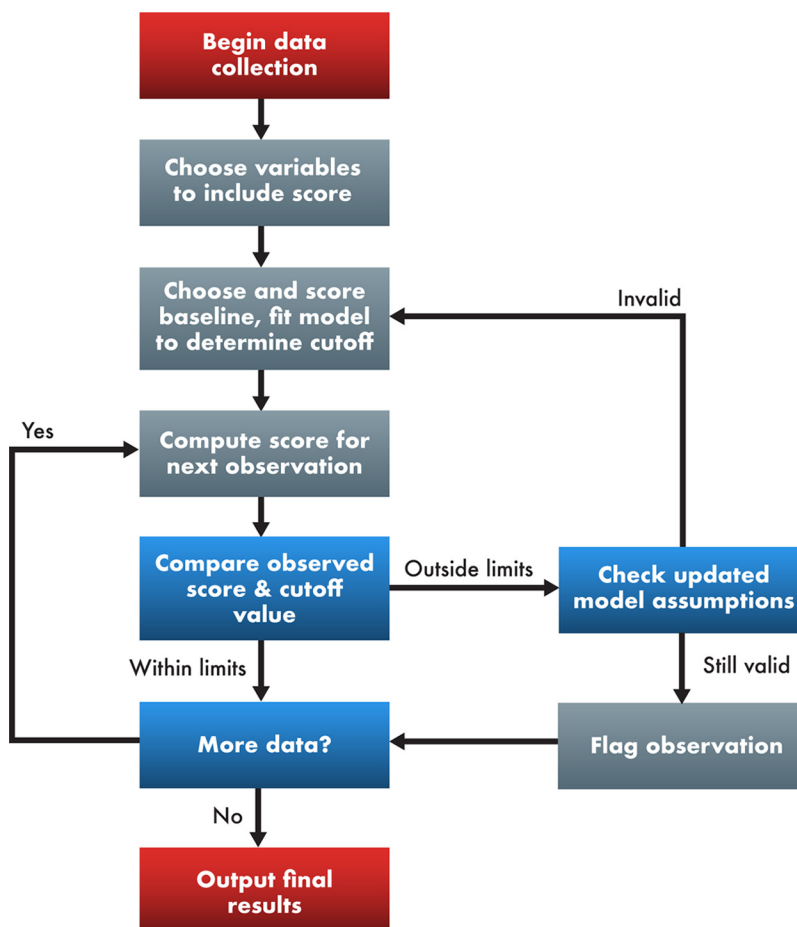 Begin data
collection
Choose variables
to include score
Choose and score
baseline, fit model
to determine cutoff
Invalid
Yes
Compute score for
next observation
Compare observed
score & cutoff
value
Outside limits
Check updated
model assumptions
Within limits
Still valid
More data?
Flag observation
No
Output final
results